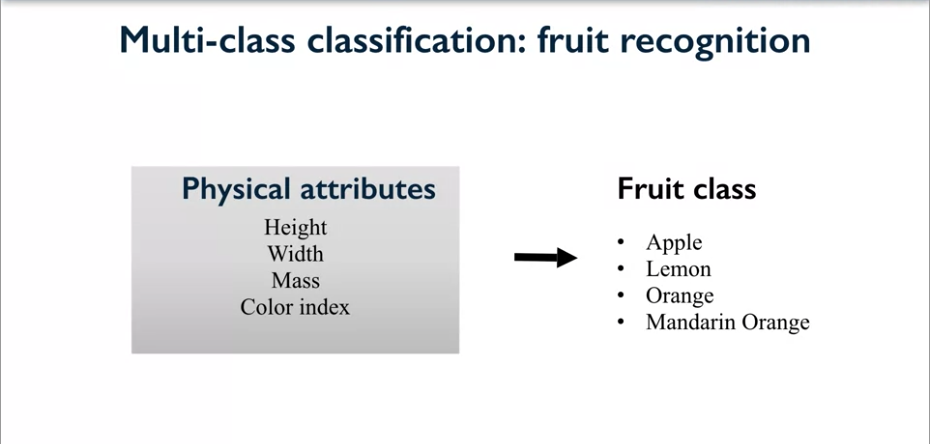 Multi-class classification: fruit recognition
Physical attributes
Height
Width
Mass
Color index
Fruit class
• Apple
• Lemon
• Orange
• Mandarin Orange